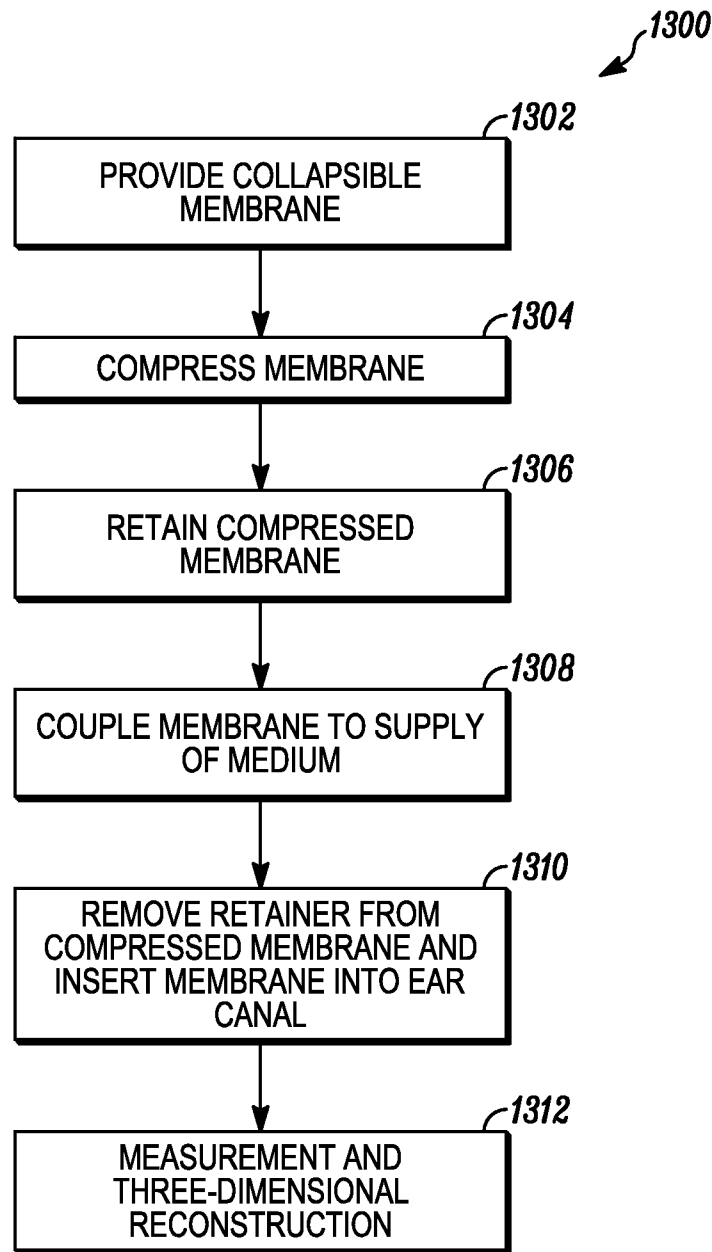 1300
1302
PROVIDE COLLAPSIBLE
MEMBRANE
1304
COMPRESS MEMBRANE
1306
RETAIN COMPRESSED
MEMBRANE
1308
COUPLE MEMBRANE TO SUPPLY
OF MEDIUM
1310
REMOVE RETAINER FROM
COMPRESSED MEMBRANE AND
INSERT MEMBRANE INTO EAR
CANAL
1312
MEASUREMENT AND
THREE-DIMENSIONAL
RECONSTRUCTION